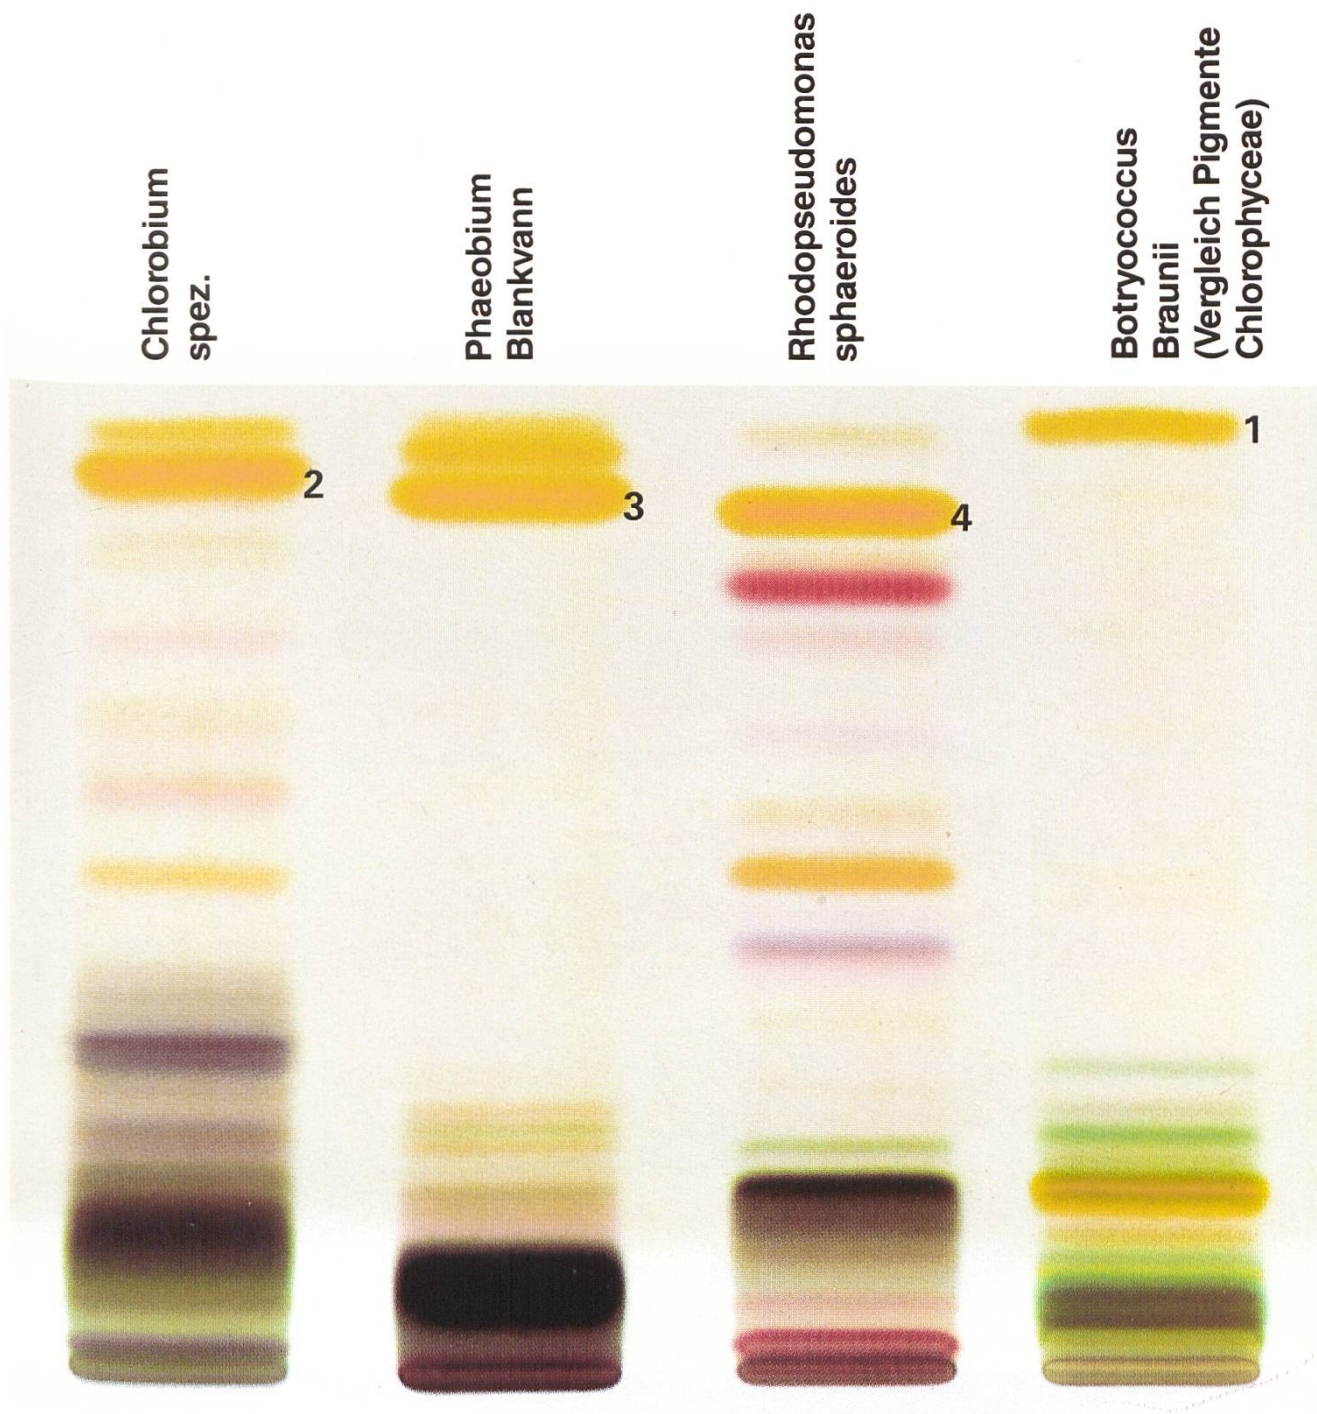 Chlorobium
spez.
Phaeobium
Blankvann
Rhodopseudomonas
sphaeroides
Botryococcus
Braunii
(Vergleich Pigmente
Chlorophyceae)
1
2
3
4